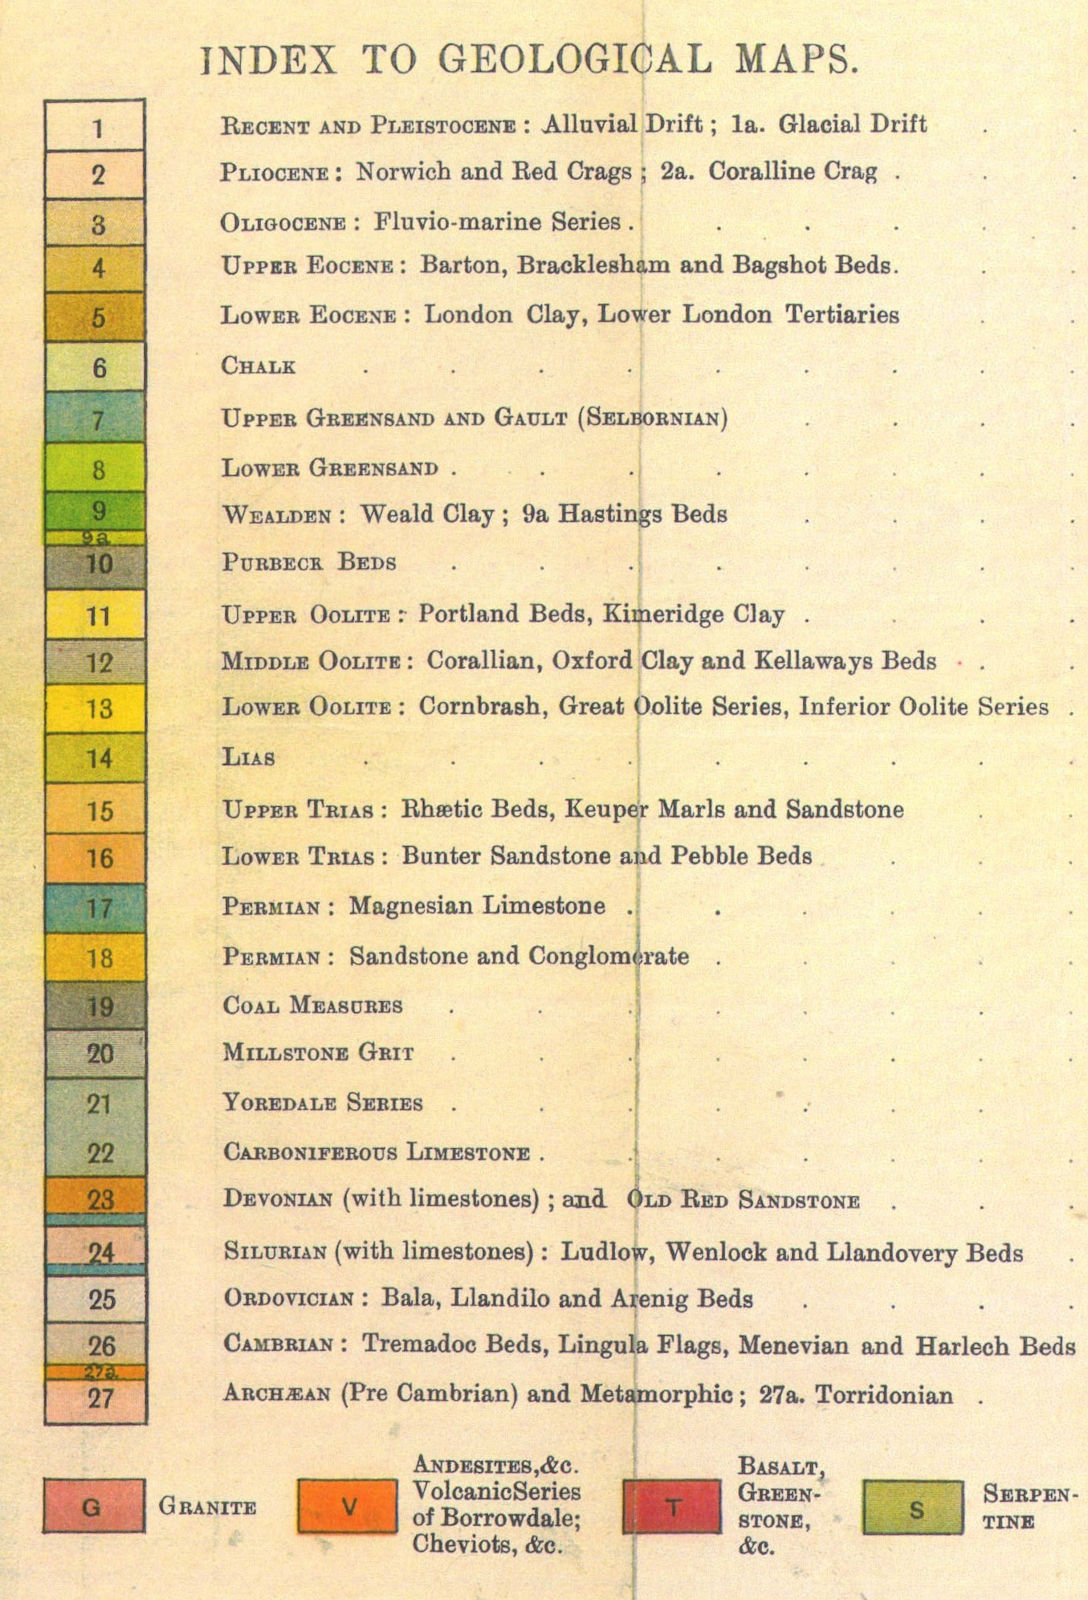 INDEX TO GEOLOGICAL MAPS.
1 RECENT AND PLEISTOCENE: Alluvial Drift; 1a. Glacial Drift .
2 PLIOCENE: Norwich and Red Crags; 2a. Coralline Crag . .
3 OLIGOCENE: Fluvio-marine Series . . . . .
4 UPPER EOCENE: Barton, Bracklesham and Bagshot Beds. .
5 LOWER EOCENE: London Clay, Lower London Tertiaries . .
6 CHALK . . . . . . . . .
7 UPPER GREENSAND AND GAULT (SELBORNIAN) . . . .
8 LOWER GREENSAND . . . . . . . .
9 WEALDEN: Weald Clay; 9a Hastings Beds . . . .
9a
10 PURBECK BEDS . . . . . . . .
11 UPPER OOLITE: Portland Beds, Kimeridge Clay . . . .
12 MIDDLE OOLITE: Corallian, Oxford Clay and Kellaways Beds . .
13 LOWER OOLITE: Cornbrash, Great Oolite Series, Inferior Oolite Series .
14 LIAS . . . . . . . . .
15 UPPER TRIAS: Rhætic Beds, Keuper Marls and Sandstone . .
16 LOWER TRIAS: Bunter Sandstone and Pebble Beds . . .
17 PERMIAN: Magnesian Limestone . . . . . .
18 PERMIAN: Sandstone and Conglomerate . . . . .
19 COAL MEASURES . . . . . . . .
20 MILLSTONE GRIT . . . . . . . .
21 YOREDALE SERIES . . . . . . . .
22 CARBONIFEROUS LIMESTONE . . . . . . .
23 DEVONIAN (with limestones); and OLD RED SANDSTONE . . .
24 SILURIAN (with limestones): Ludlow, Wenlock and Llandovery Beds .
25 ORDOVICIAN: Bala, Llandilo and Arenig Beds . . . .
26 CAMBRIAN: Tremadoc Beds, Lingula Flags, Menevian and Harlech Beds
27a.
27 ARCHÆAN (Pre Cambrian) and Metamorphic; 27a. Torridonian .
G GRANITE
V ANDESITES,&c.
VolcanicSeries
of Borrowdale;
Cheviots, &c.
T BASALT,
GREEN-
STONE,
&c.
S SERPEN-
TINE